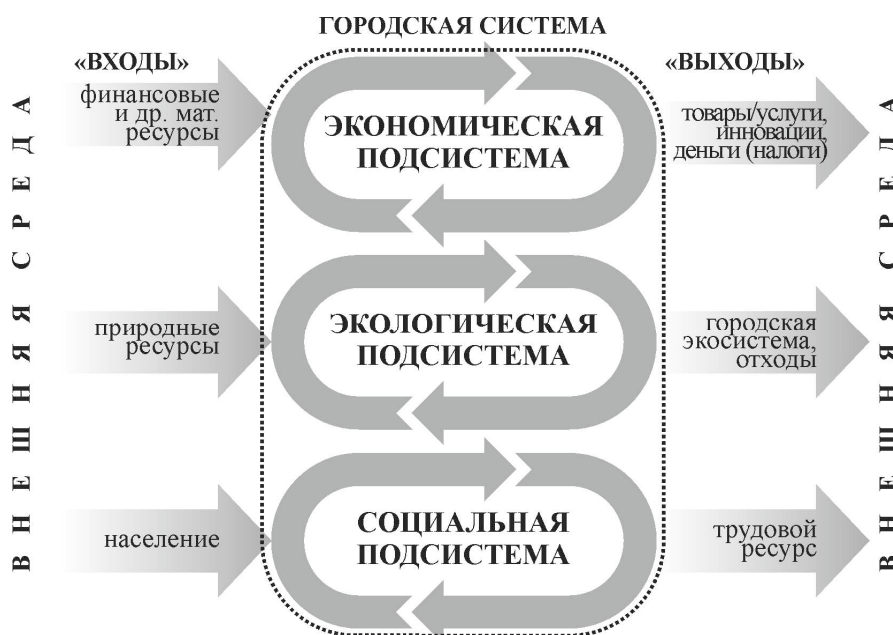 ГОРОДСКАЯ СИСТЕМА
«ВХОДЫ»
«ВЫХОДЫ»
ВНЕШНЯЯ СРЕДА
финансовые
и др. мат.
ресурсы
ЭКОНОМИЧЕСКАЯ
ПОДСИСТЕМА
товары/услуги,
инновации,
деньги (налоги)
природные
ресурсы
ЭКОЛОГИЧЕСКАЯ
ПОДСИСТЕМА
городская
экосистема,
отходы
население
СОЦИАЛЬНАЯ
ПОДСИСТЕМА
трудовой
ресурс
ВНЕШНЯЯ СРЕДА